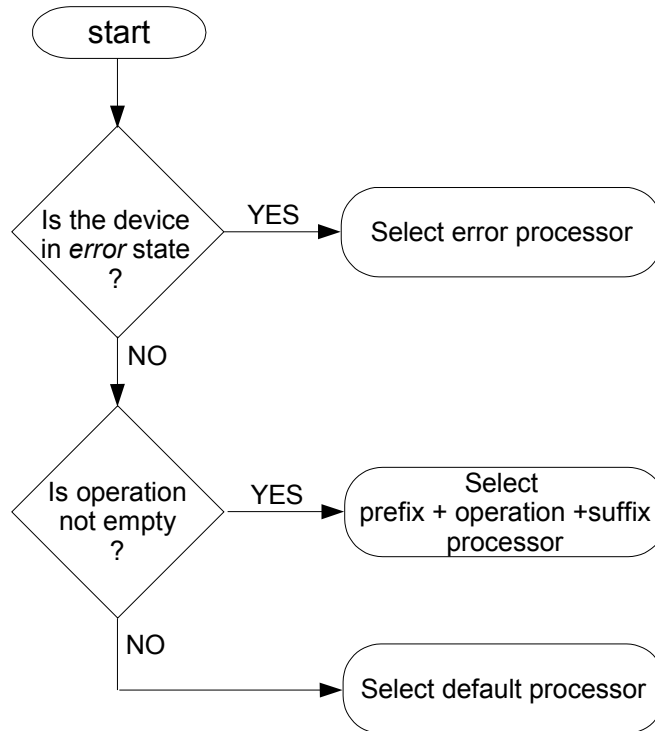 start
Is the device
in error state
?
YES
Select error processor
NO
Is operation
not empty
?
YES
Select
prefix + operation +suffix
processor
NO
Select default processor